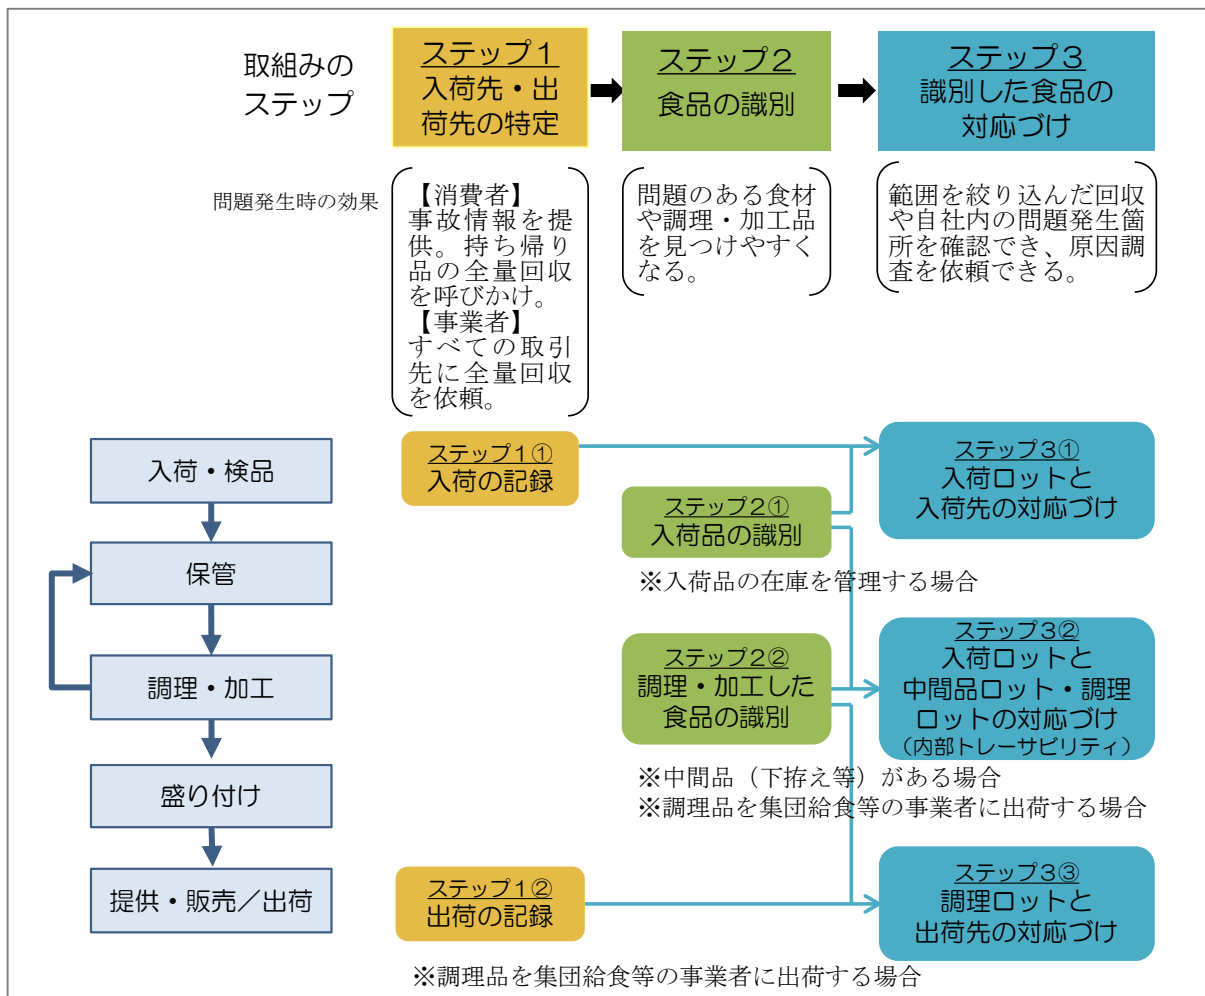 取組みの
ステップ
ステップ１
入荷先・出
荷先の特定
ステップ２
食品の識別
ステップ３
識別した食品の
対応づけ
問題発生時の効果
【消費者】
事故情報を提
供。持ち帰り
品の全量回収
を呼びかけ。
【事業者】
すべての取引
先に全量回収
を依頼。
問題のある食材
や調理・加工品
を見つけやすく
なる。
範囲を絞り込んだ回収
や自社内の問題発生箇
所を確認でき、原因調
査を依頼できる。
入荷・検品
保管
調理・加工
盛り付け
提供・販売／出荷
ステップ１①
入荷の記録
ステップ２①
入荷品の識別
※入荷品の在庫を管理する場合
ステップ３①
入荷ロットと
入荷先の対応づけ
ステップ２②
調理・加工した
食品の識別
※中間品（下拵え等）がある場合
※調理品を集団給食等の事業者に出荷する場合
ステップ３②
入荷ロットと
中間品ロット・調理
ロットの対応づけ
（内部トレーサビリティ）
ステップ１②
出荷の記録
※調理品を集団給食等の事業者に出荷する場合
ステップ３③
調理ロットと
出荷先の対応づけ